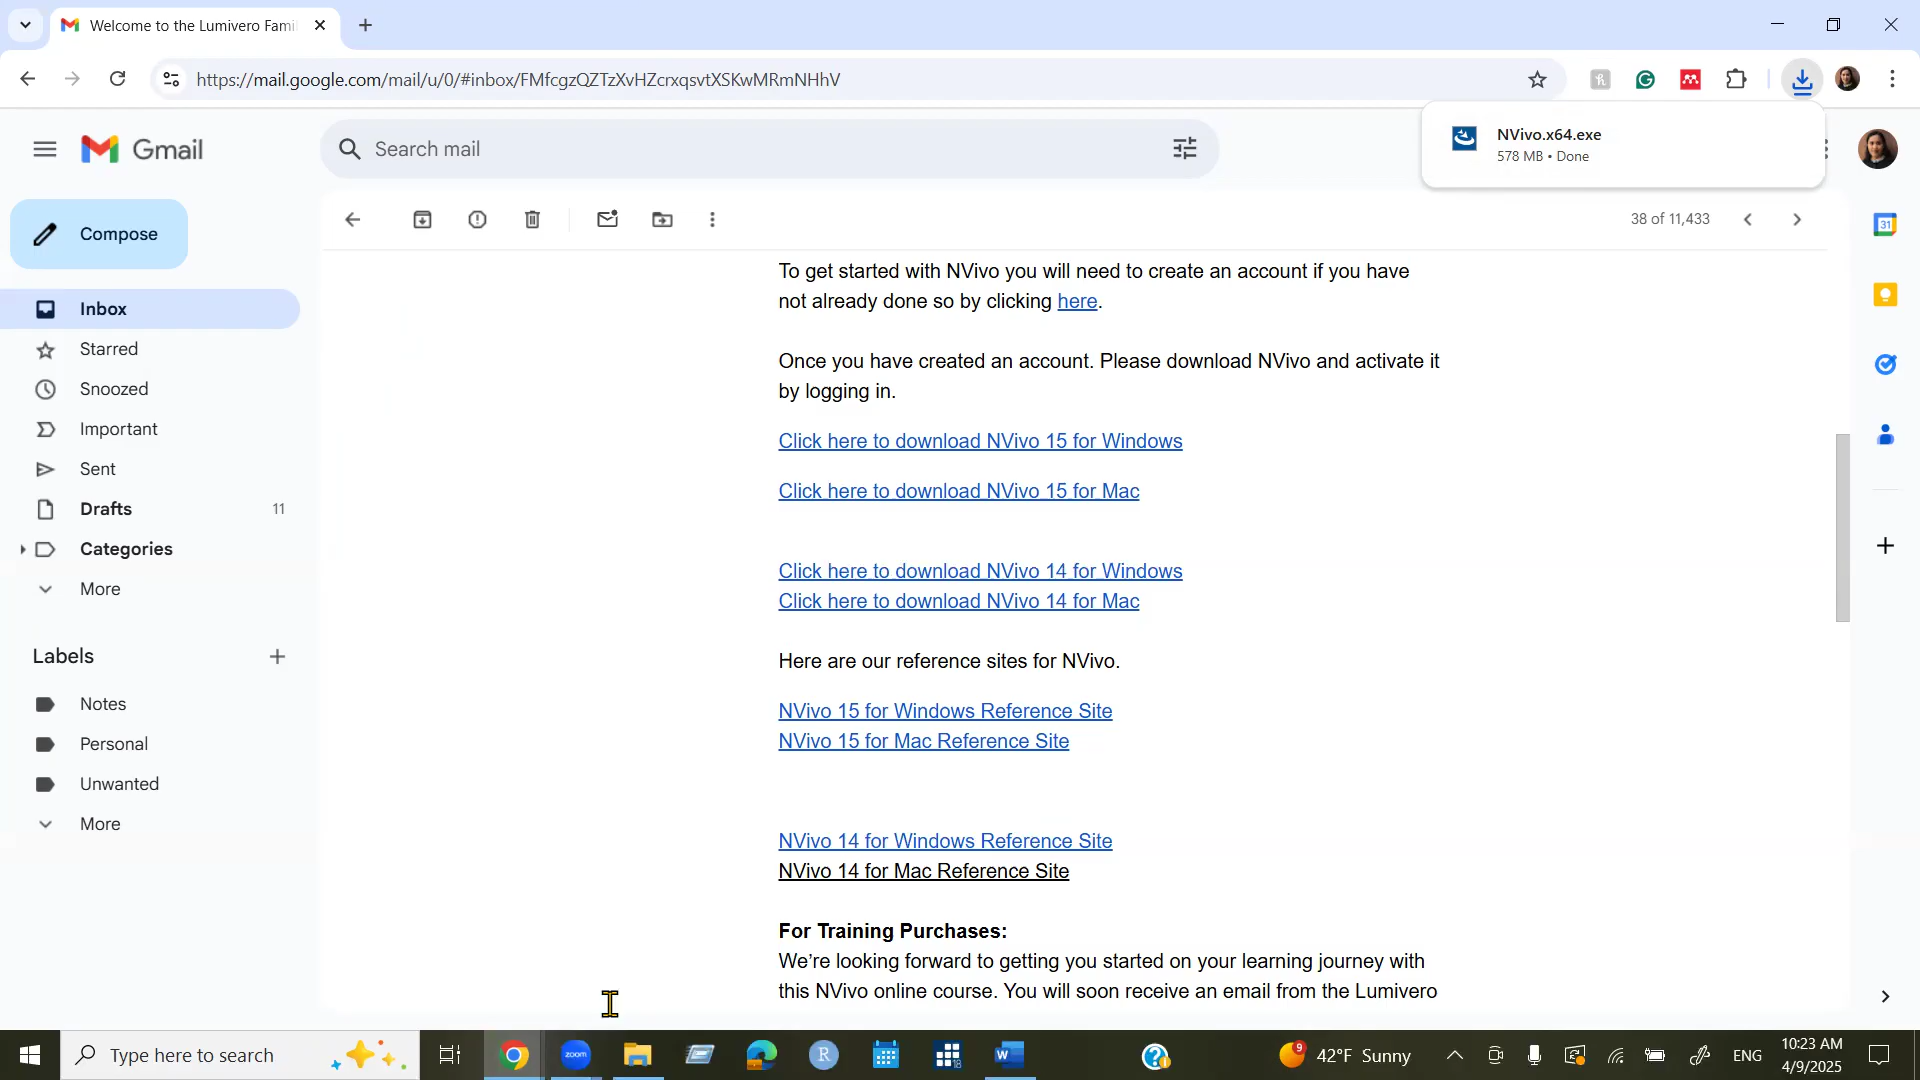 Welcome to the Lumivero Fami
https://mail.google.com/mail/u/0/#inbox/FMfcgzQZTzXvHZcrxqsvtXSKwMRmNHhV
NVivo.x64.exe
578 MB • Done
Gmail
Search mail
38 of 11,433
Compose
Inbox
Starred
Snoozed
Important
Sent
Drafts 11
Categories
More
Labels
Notes
Personal
Unwanted
More
To get started with NVivo you will need to create an account if you have
not already done so by clicking here.
Once you have created an account. Please download NVivo and activate it
by logging in.
Click here to download NVivo 15 for Windows
Click here to download NVivo 15 for Mac
Click here to download NVivo 14 for Windows
Click here to download NVivo 14 for Mac
Here are our reference sites for NVivo.
NVivo 15 for Windows Reference Site
NVivo 15 for Mac Reference Site
NVivo 14 for Windows Reference Site
NVivo 14 for Mac Reference Site
For Training Purchases:
We’re looking forward to getting you started on your learning journey with
this NVivo online course. You will soon receive an email from the Lumivero
31
Type here to search
zoom
R
18
W
9
42°F Sunny
ENG
10:23 AM
4/9/2025